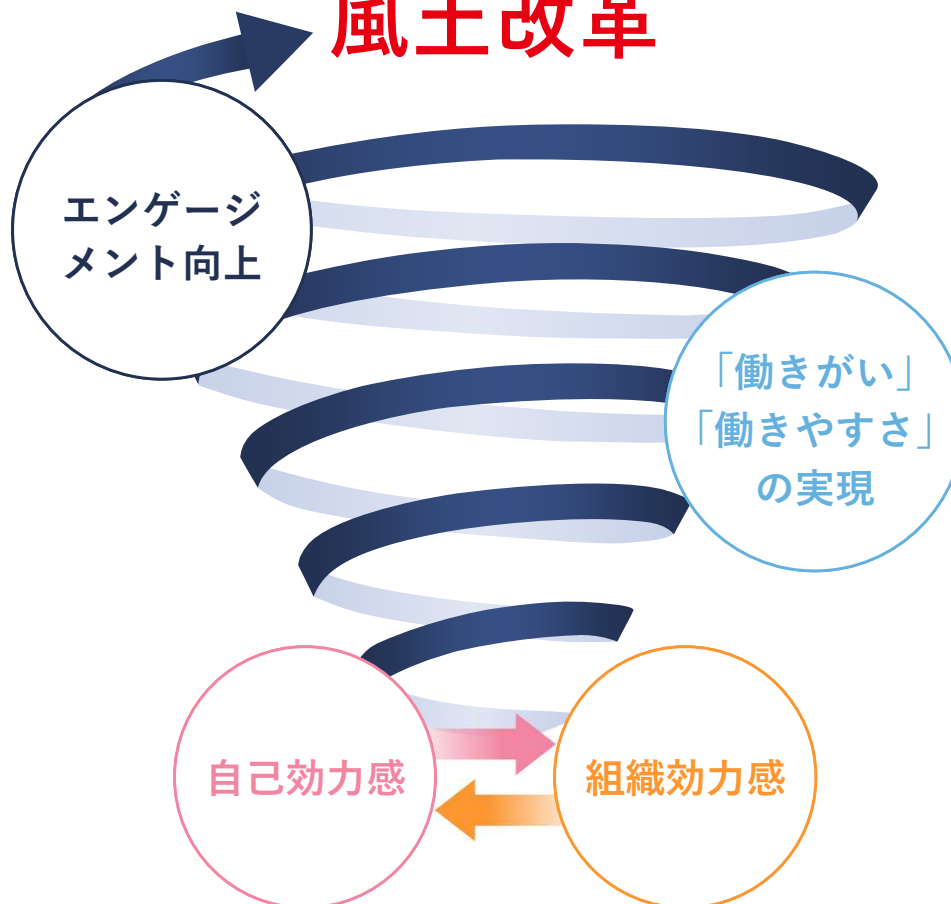 風土改革
エンゲージ
メント向上
「働きがい」
「働きやすさ」
の実現
自己効力感
組織効力感